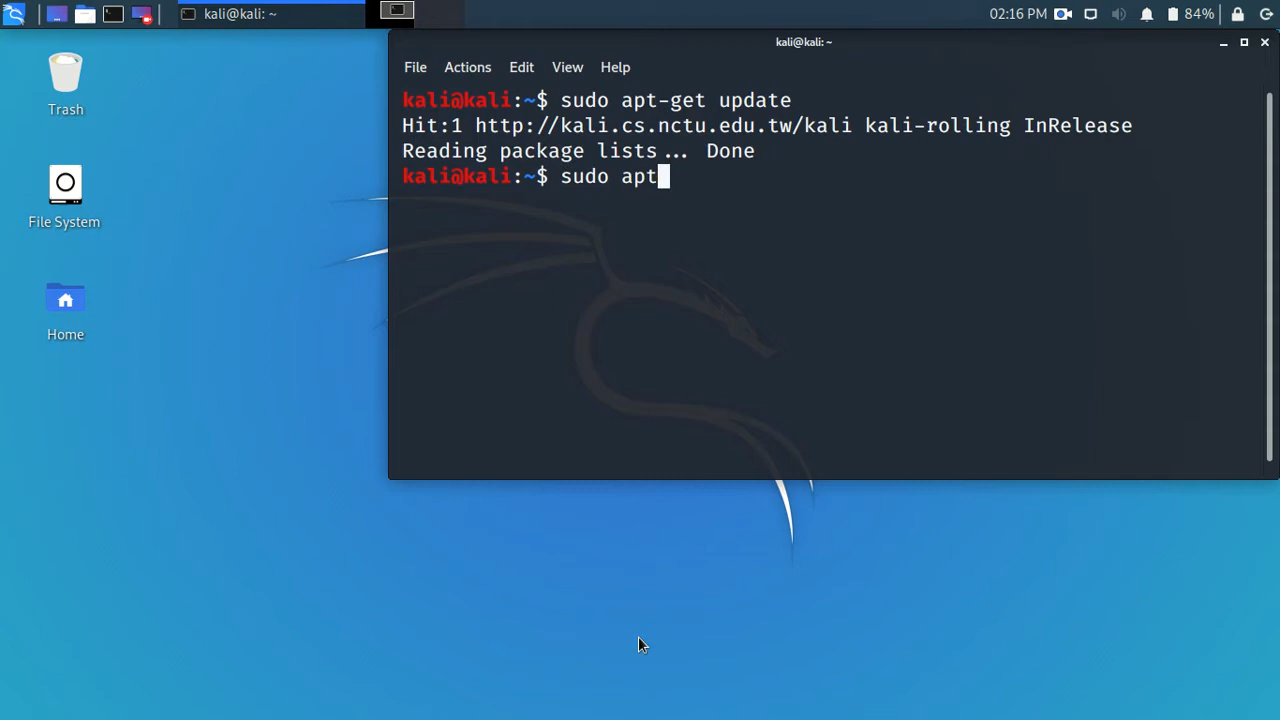 kali@kali: ~
02:16 PM
84%
Trash
File System
Home
kali@kali: ~
File Actions Edit View Help
kali@kali:~$ sudo apt-get update
Hit:1 http://kali.cs.nctu.edu.tw/kali kali-rolling InRelease
Reading package lists... Done
kali@kali:~$ sudo apt